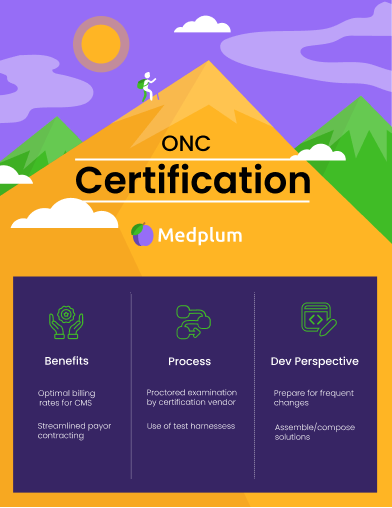 ONC
Certification
Medplum
Benefits
Optimal billing
rates for CMS
Streamlined payor
contracting
Process
Proctored examination
by certification vendor
Use of test harnessess
Dev Perspective
Prepare for frequent
changes
Assemble/compose
solutions